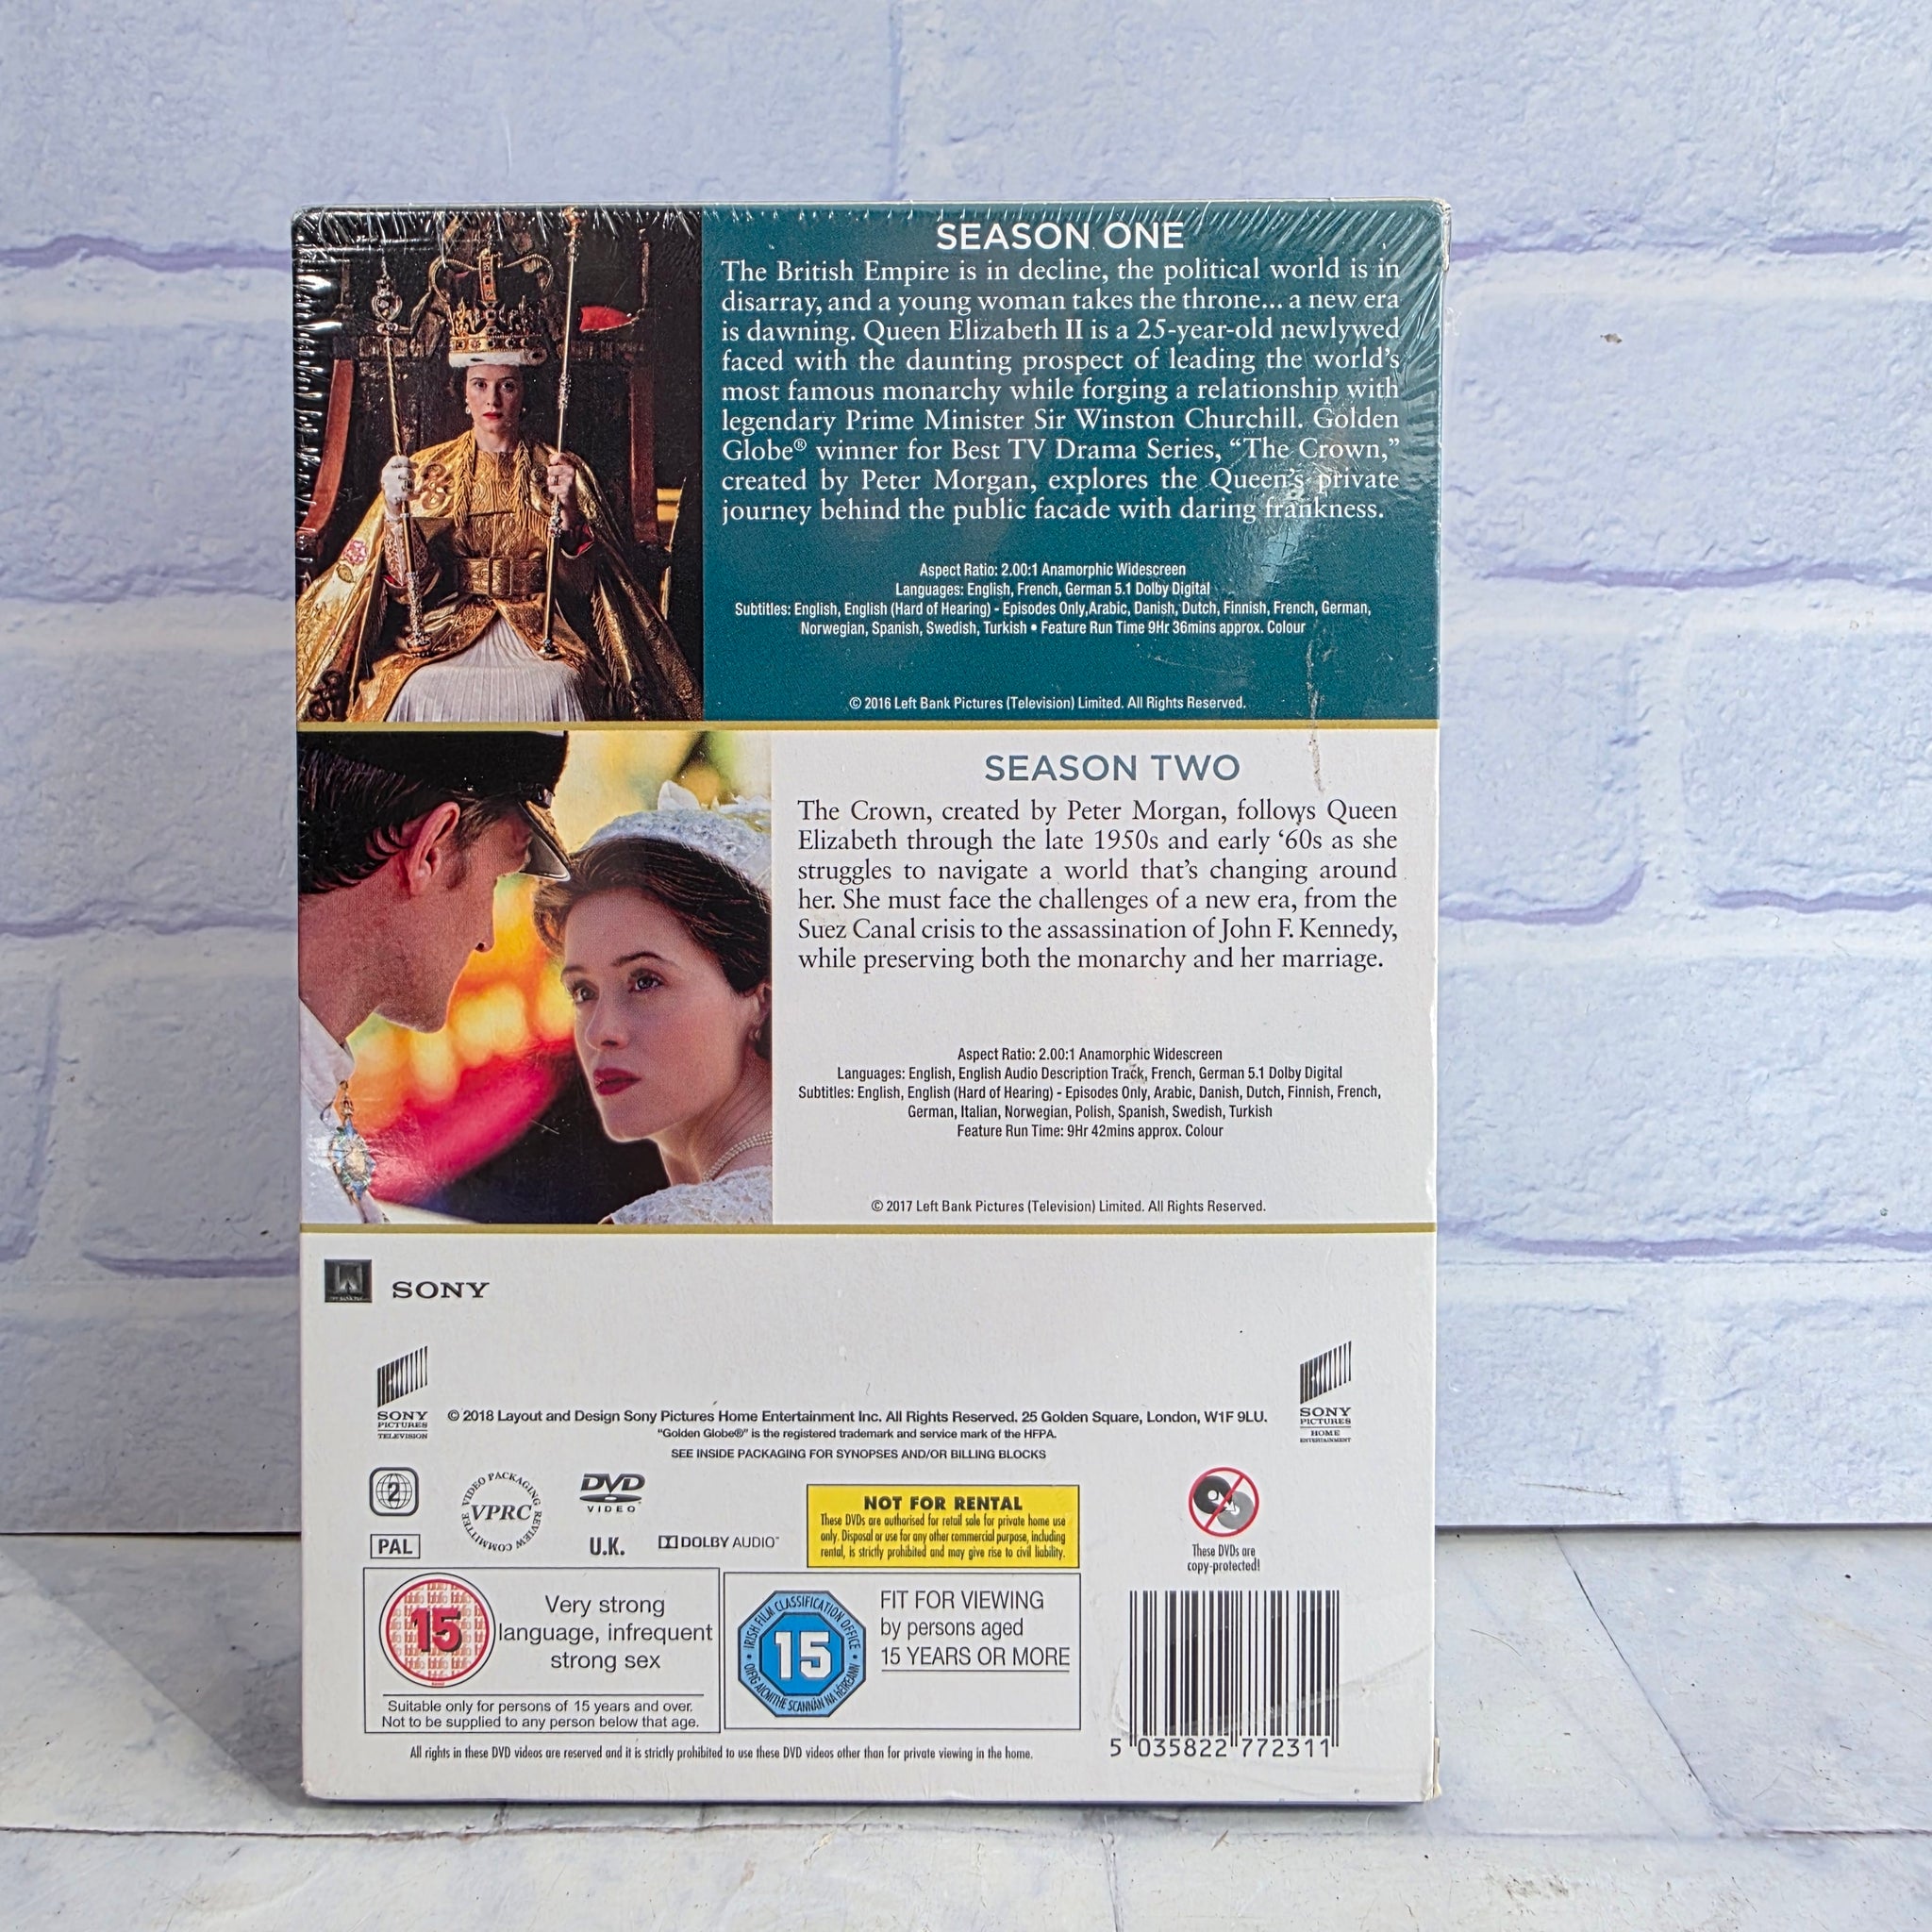 SEASON ONE
The British Empire is in decline, the political world is in
disarray, and a young woman takes the throne... a new era
is dawning. Queen Elizabeth II is a 25-year-old newlywed
faced with the daunting prospect of leading the world's
most famous monarchy while forging a relationship with
legendary Prime Minister Sir Winston Churchill. Golden
Globe® winner for Best TV Drama Series, “The Crown,”
created by Peter Morgan, explores the Queen's private
journey behind the public facade with daring frankness.
Aspect Ratio: 2.00:1 Anamorphic Widescreen
Languages: English, French, German 5.1 Dolby Digital
Subtitles: English, English (Hard of Hearing) - Episodes Only,Arabic, Danish, Dutch, Finnish, French, German,
Norwegian, Spanish, Swedish, Turkish • Feature Run Time 9Hr 36mins approx. Colour
© 2016 Left Bank Pictures (Television) Limited. All Rights Reserved.
SEASON TWO
The Crown, created by Peter Morgan, follows Queen
Elizabeth through the late 1950s and early ‘60s as she
struggles to navigate a world that's changing around
her. She must face the challenges of a new era, from the
Suez Canal crisis to the assassination of John F. Kennedy,
while preserving both the monarchy and her marriage.
Aspect Ratio: 2.00:1 Anamorphic Widescreen
Languages: English, English Audio Description Track, French, German 5.1 Dolby Digital
Subtitles: English, English (Hard of Hearing) - Episodes Only, Arabic, Danish, Dutch, Finnish, French,
German, Italian, Norwegian, Polish, Spanish, Swedish, Turkish
Feature Run Time: 9Hr 42mins approx. Colour
© 2017 Left Bank Pictures (Television) Limited. All Rights Reserved.
SONY
SONY
PICTURES
TELEVISION
SONY
PICTURES
HOME
ENTERTAINMENT
© 2018 Layout and Design Sony Pictures Home Entertainment Inc. All Rights Reserved. 25 Golden Square, London, W1F 9LU.
"Golden Globe®" is the registered trademark and service mark of the HFPA.
SEE INSIDE PACKAGING FOR SYNOPSES AND/OR BILLING BLOCKS
2
PAL
VIDEO PACKAGING REVIEW COMMITTEE
VPRC
DVD
VIDEO
U.K.
DOLBY AUDIO™
NOT FOR RENTAL
These DVDs are authorised for retail sale for private home use
only. Disposal or use for any other commercial purpose, including
rental, is strictly prohibited and may give rise to civil liability.
These DVDs are
copy-protected!
15
Very strong
language, infrequent
strong sex
Suitable only for persons of 15 years and over.
Not to be supplied to any person below that age.
IRISH FILM CLASSIFICATION OFFICE
15
OIFIG AICMITHE SCANNÁN NA HÉIREANN
FIT FOR VIEWING
by persons aged
15 YEARS OR MORE
5 035822 772311
All rights in these DVD videos are reserved and it is strictly prohibited to use these DVD videos other than for private viewing in the home.